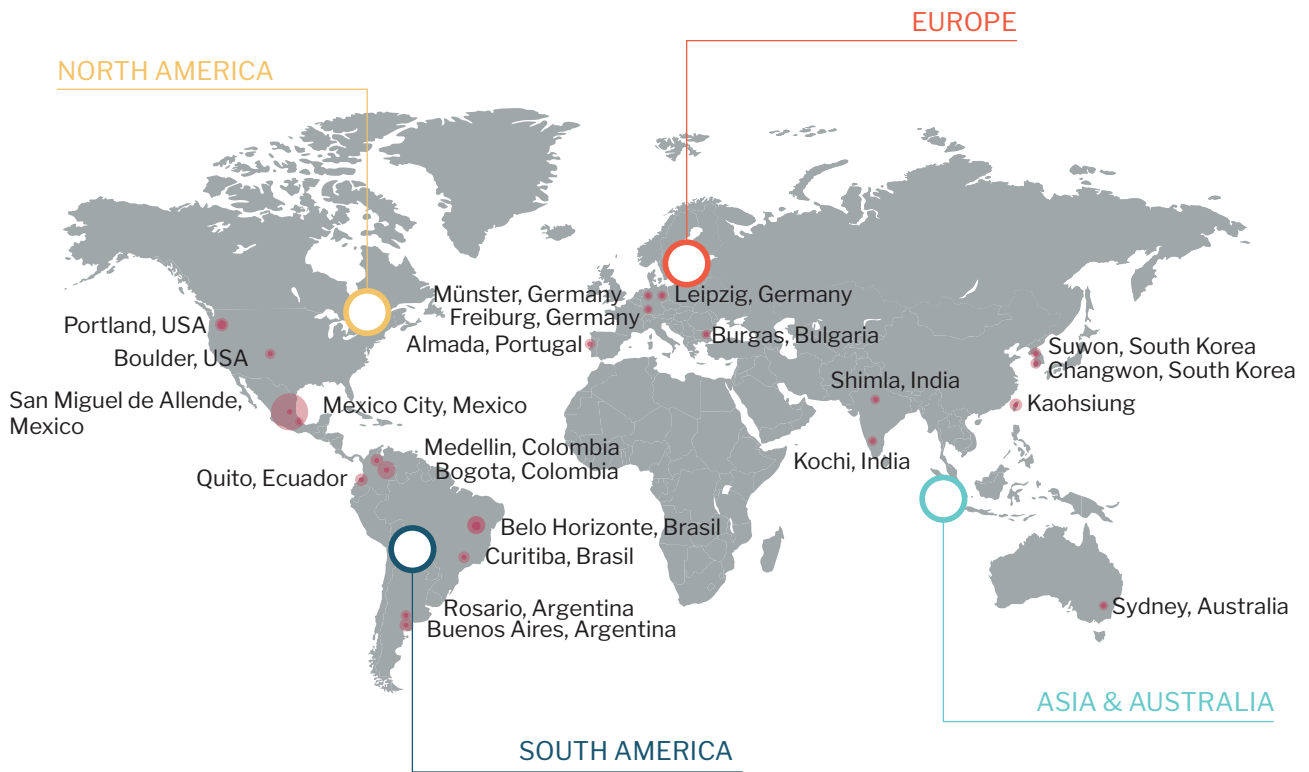 EUROPE
NORTH AMERICA
Münster, Germany
Leipzig, Germany
Freiburg, Germany
Portland, USA
Burgas, Bulgaria
Almada, Portugal
Boulder, USA
Suwon, South Korea
Changwon, South Korea
Shimla, India
San Miguel de Allende,
Mexico
Mexico City, Mexico
Kaohsiung
Medellin, Colombia
Bogota, Colombia
Kochi, India
Quito, Ecuador
Belo Horizonte, Brasil
Curitiba, Brasil
Rosario, Argentina
Buenos Aires, Argentina
Sydney, Australia
ASIA & AUSTRALIA
SOUTH AMERICA